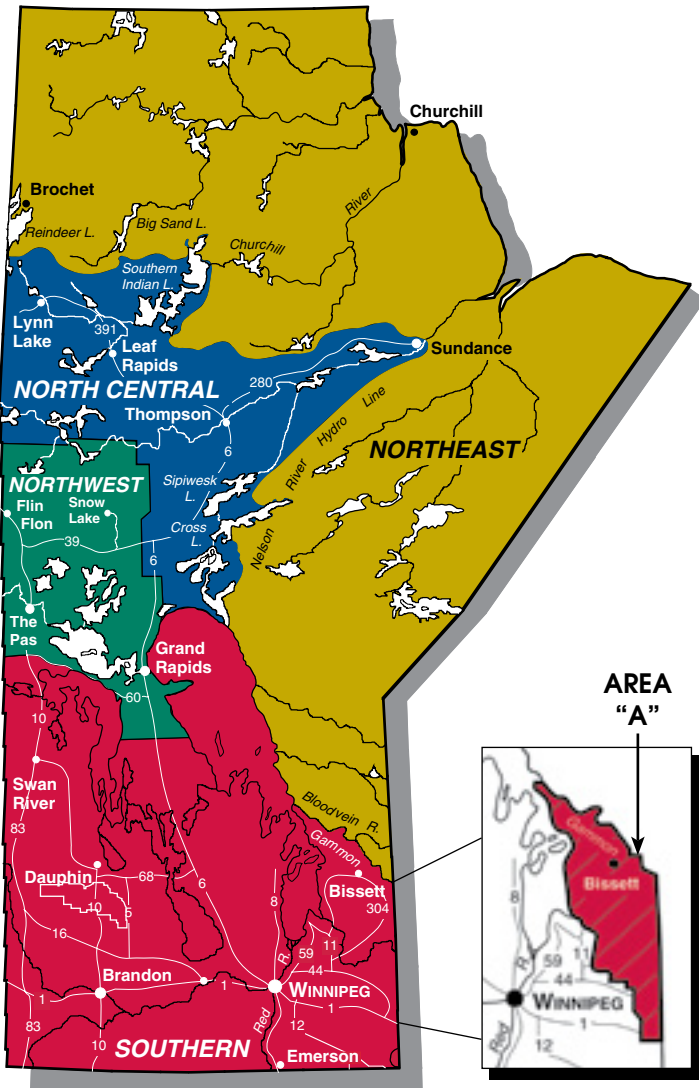 Churchill
Brochet
Reindeer L.
Big Sand L.
River
Churchill
Southern
Indian L.
Lynn
Lake
391
Leaf
Rapids
Sundance
NORTH CENTRAL
280
Thompson
6
Nelson River Hydro Line
NORTHEAST
NORTHWEST
Sipiwesk
L.
Flin
Flon
Snow
Lake
Cross
L.
39
6
The
Pas
Grand
Rapids
60
10
AREA
“A”
Swan
River
83
Bloodvein R.
Gammon
Dauphin
68
6
8
Bissett
304
10
5
16
59
11
44
R.
Brandon
1
1
WINNIPEG
1
Red
12
83
10
SOUTHERN
Emerson
Gammon
Bissett
8
R.
59
11
44
WINNIPEG
1
Red
12